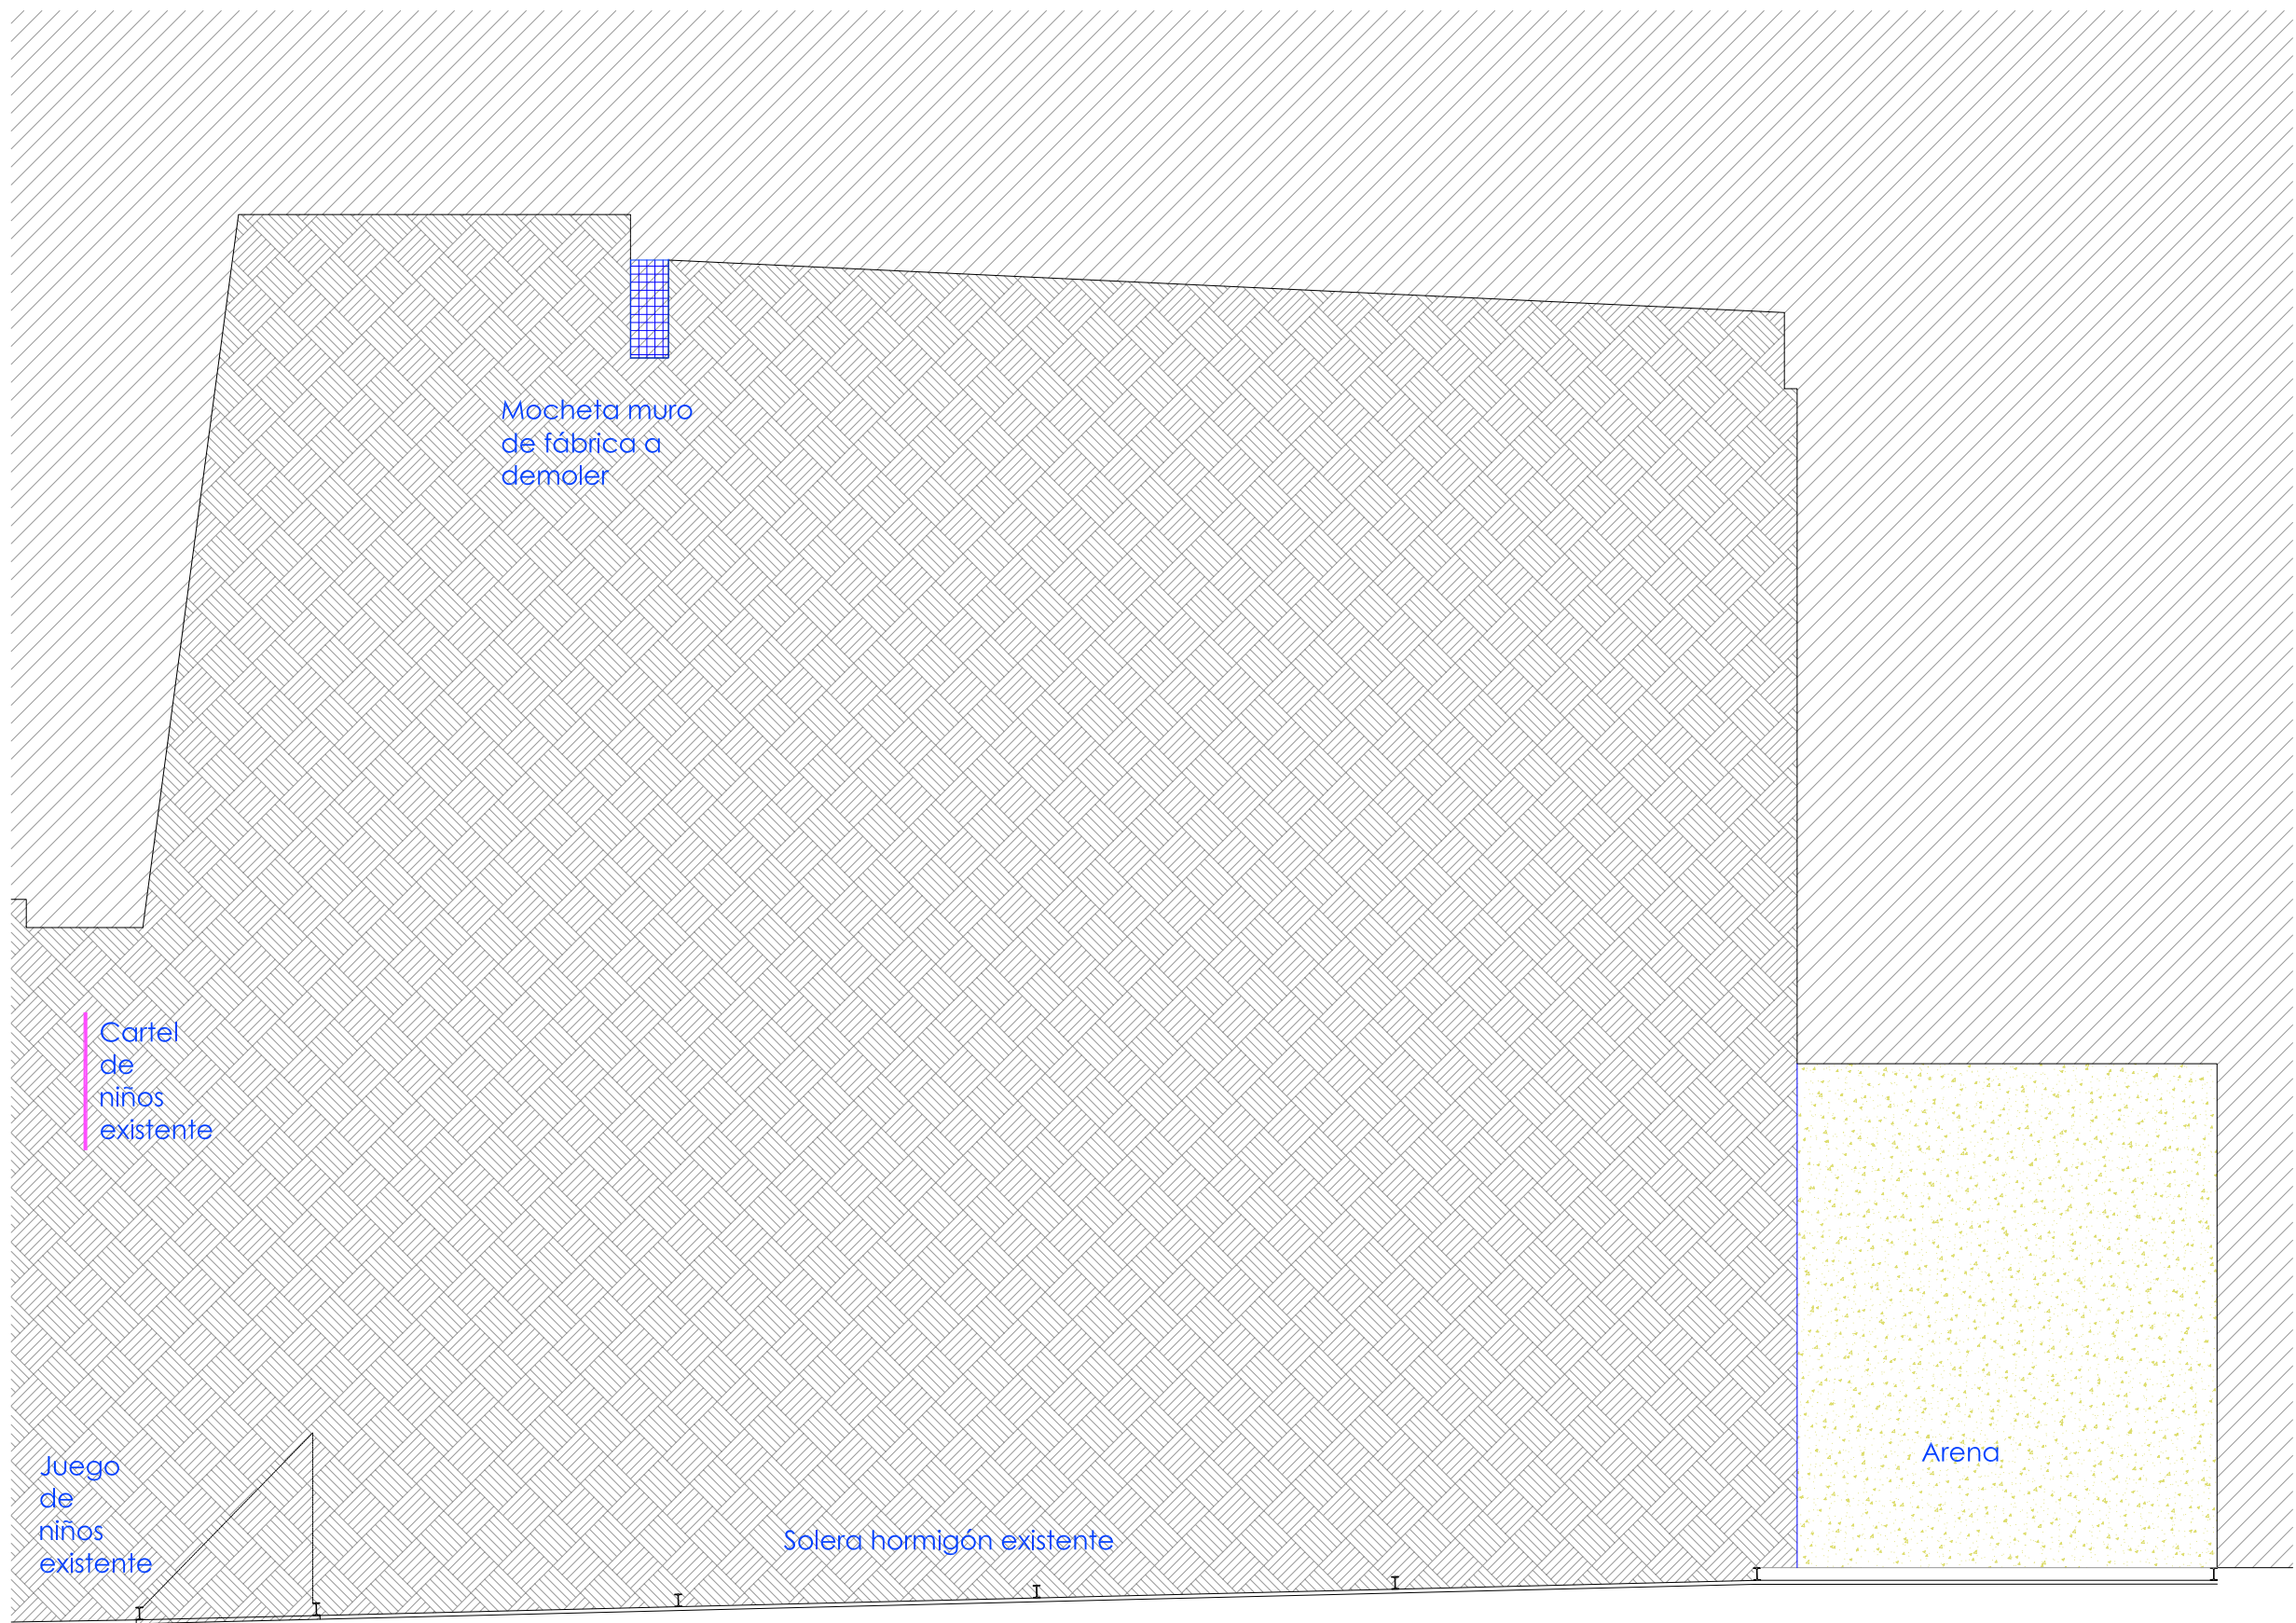 Mocheta muro
de fábrica a
demoler
Cartel
de
niños
existente
Juego
de
niños
existente
Solera hormigón existente
Arena